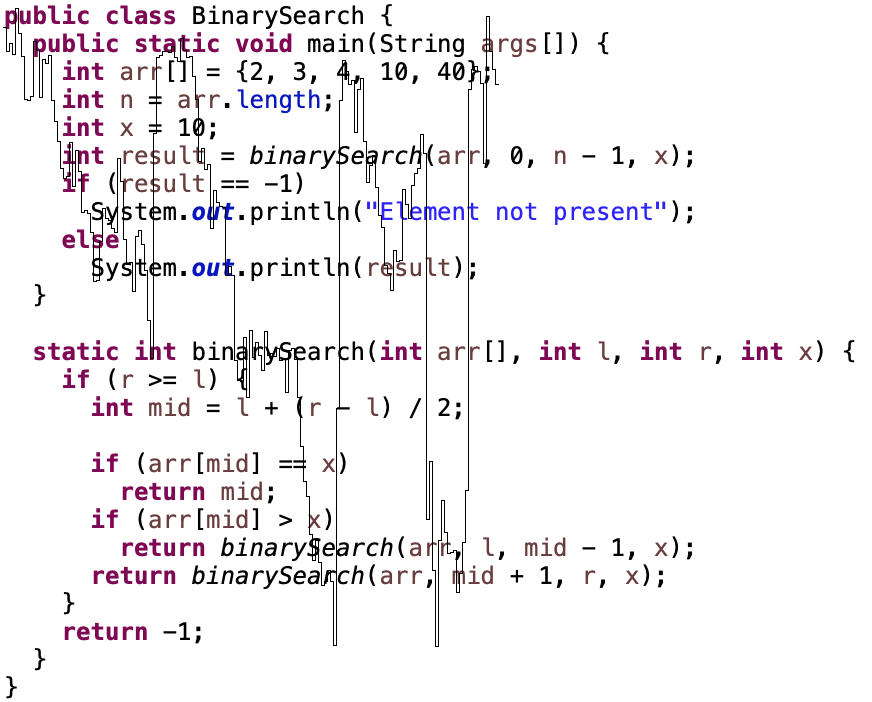 public class BinarySearch {
  public static void main(String args[]) {
    int arr[] = {2, 3, 4, 10, 40};
    int n = arr.length;
    int x = 10;
    int result = binarySearch(arr, 0, n - 1, x);
    if (result == -1)
      System.out.println("Element not present");
    else
      System.out.println(result);
  }
  static int binarySearch(int arr[], int l, int r, int x) {
    if (r >= l) {
      int mid = l + (r - l) / 2;
      if (arr[mid] == x)
        return mid;
      if (arr[mid] > x)
        return binarySearch(arr, l, mid - 1, x);
      return binarySearch(arr, mid + 1, r, x);
    }
    return -1;
  }
}